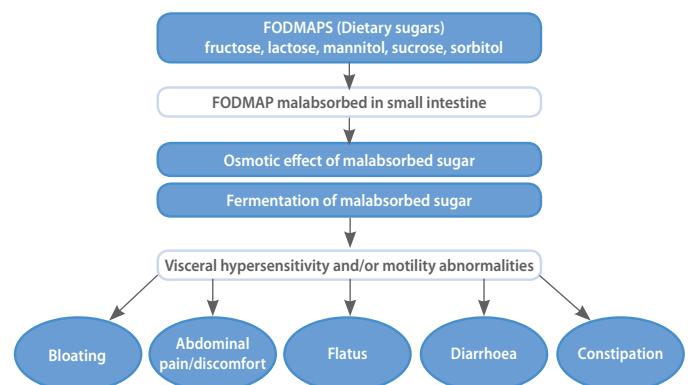 FODMAPS (Dietary sugars)
fructose, lactose, mannitol, sucrose, sorbitol
FODMAP malabsorbed in small intestine
Osmotic effect of malabsorbed sugar
Fermentation of malabsorbed sugar
Visceral hypersensitivity and/or motility abnormalities
Bloating
Abdominal
pain/discomfort
Flatus
Diarrhoea
Constipation